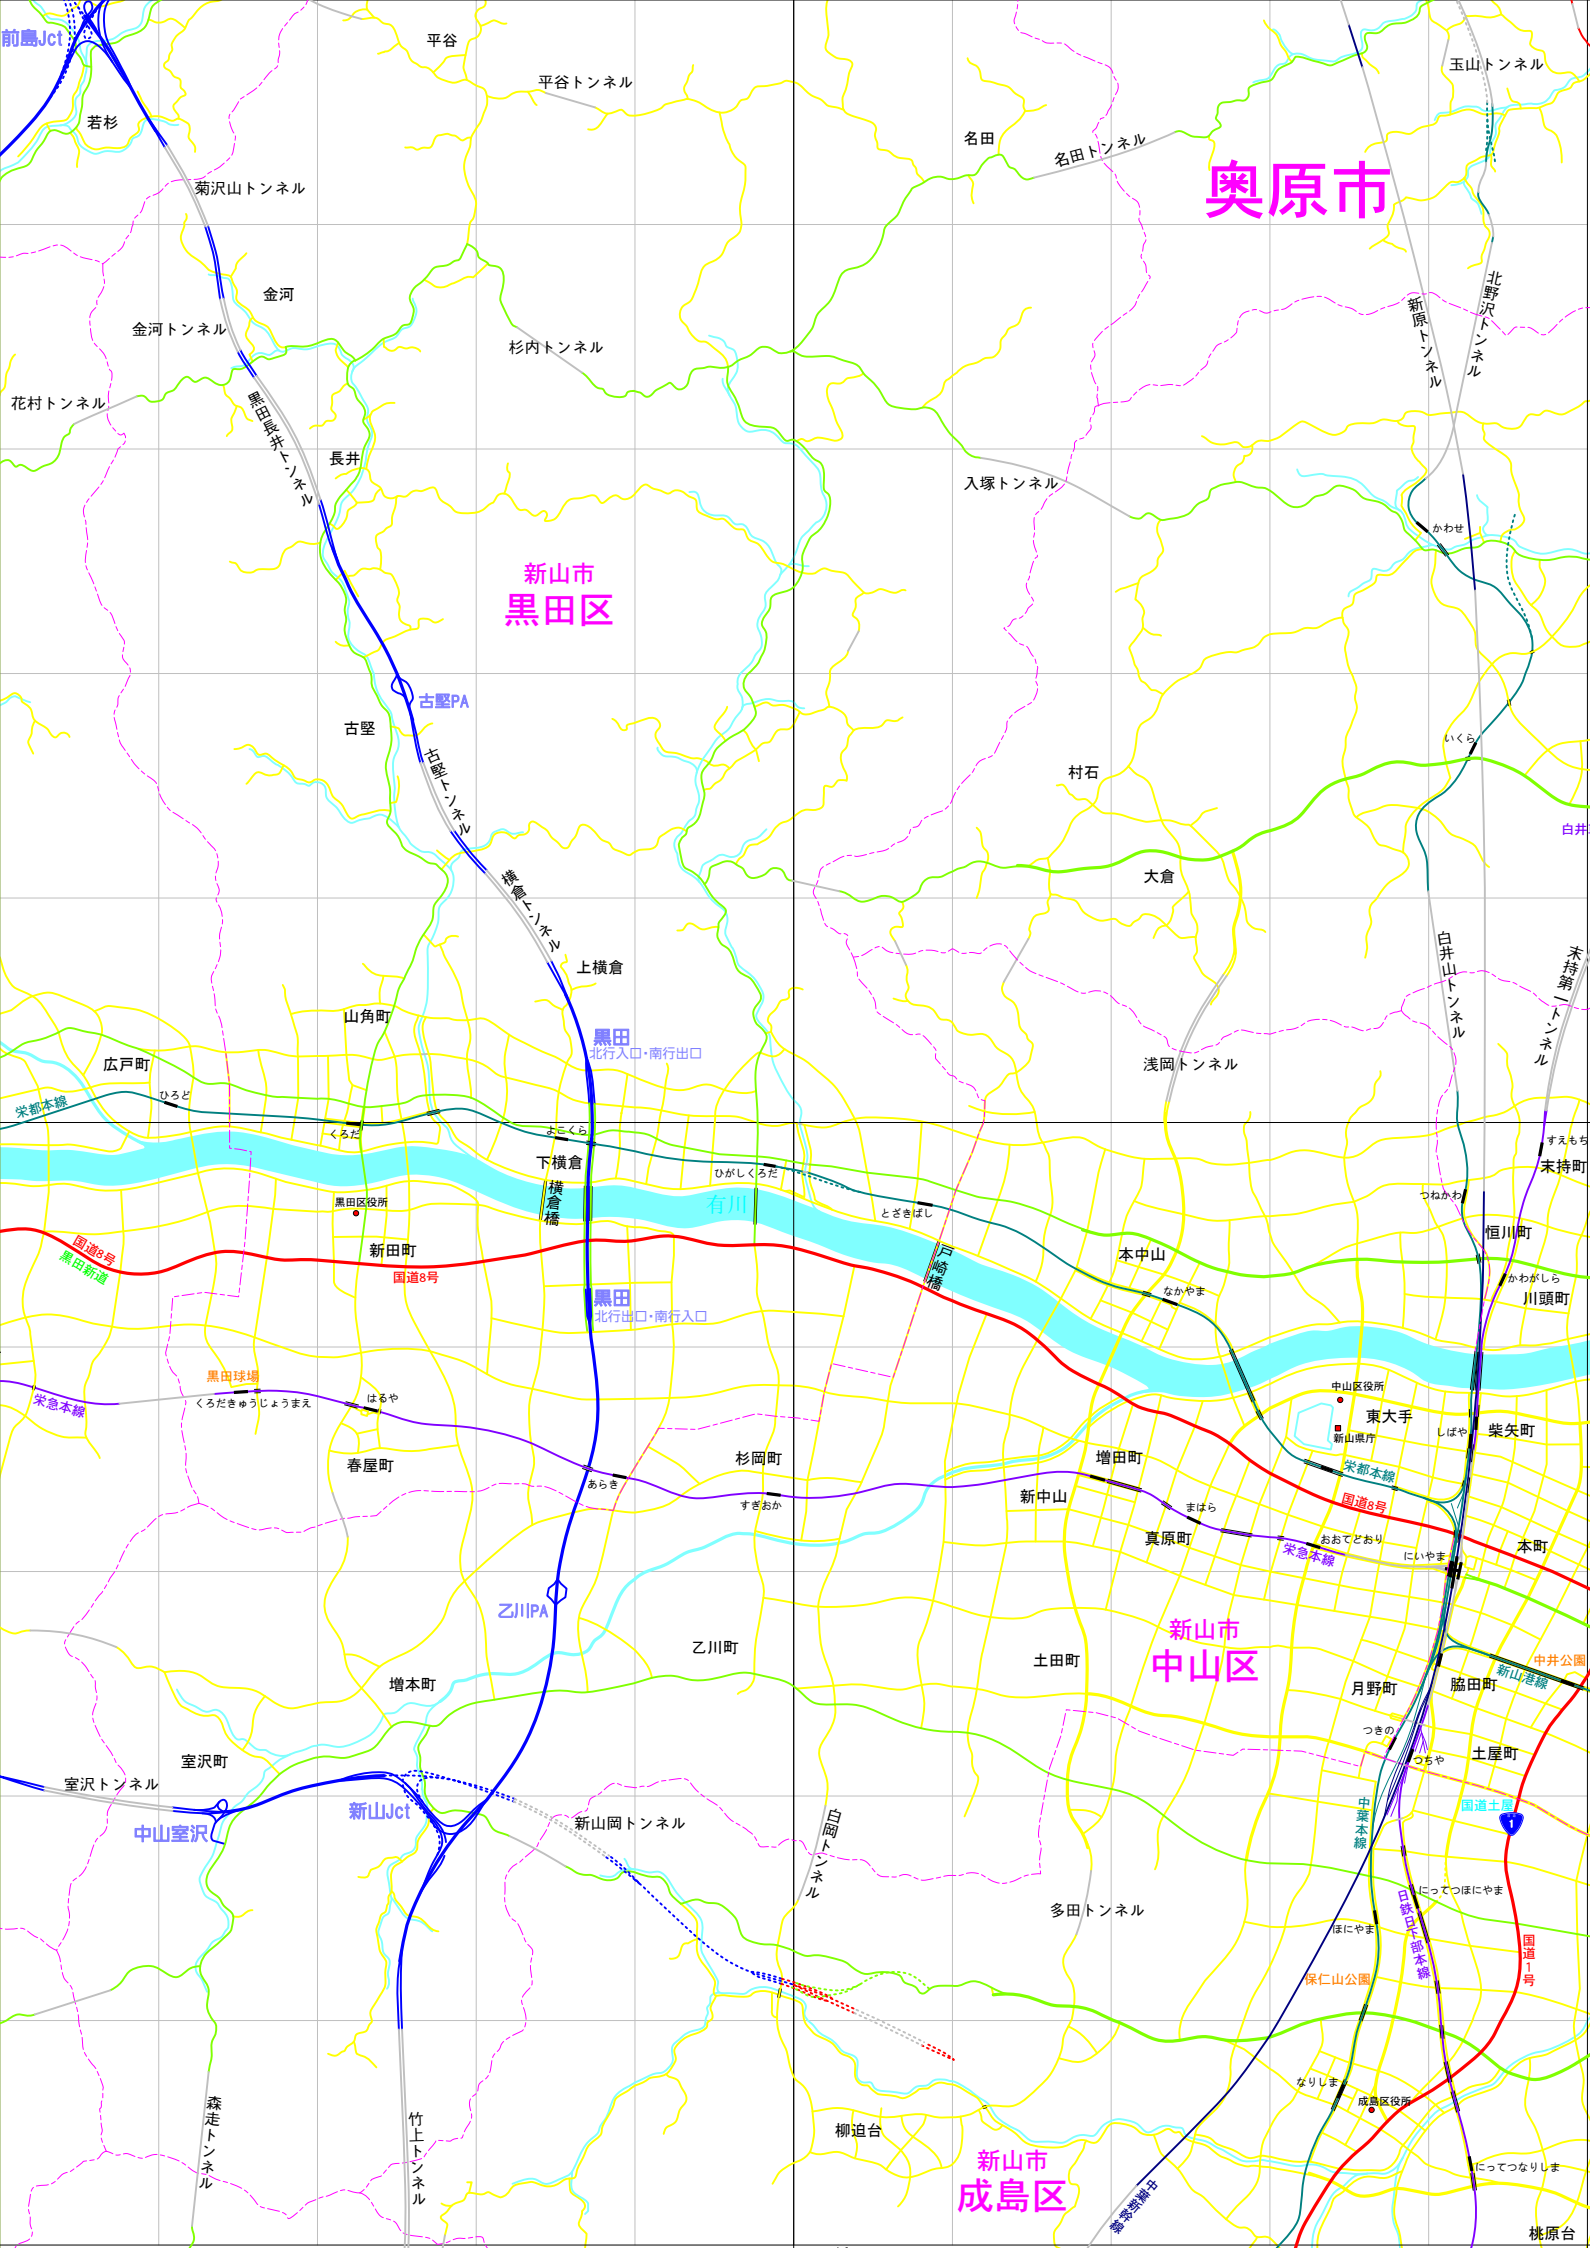 前島Jct
平谷
平谷トンネル
玉山トンネル
若杉
名田
名田トンネル
奥原市
菊沢山トンネル
金河
金河トンネル
北野沢トンネル
新原トンネル
杉内トンネル
花村トンネル
黒田長井トンネル
長井
入塚トンネル
かわせ
新山市
黒田区
古堅PA
古堅
いくら
古堅トンネル
村石
白井
大倉
横倉トンネル
上横倉
白井山トンネル
末持第一トンネル
山角町
黒田
北行入口・南行出口
広戸町
浅岡トンネル
ひろど
栄都本線
くろだ
よこくら
すえもち
下横倉
末持町
ひがしくろだ
横倉橋
黒田区役所
有川
とざきばし
つねかわ
国道8号
黒田新道
新田町
戸崎橋
本中山
恒川町
国道8号
かわがしら
黒田
北行出口・南行入口
なかやま
川頭町
黒田球場
栄急本線
くろだきゅうじょうまえ
はるや
中山区役所
東大手
新山県庁
しばや
柴矢町
春屋町
杉岡町
増田町
栄都本線
あらき
すぎおか
新中山
まはら
国道8号
真原町
おおてどおり
栄急本線
にいやま
本町
乙川PA
乙川町
新山市
中山区
土田町
中井公園
新山港線
増本町
月野町
脇田町
つきの
室沢町
つちや
土屋町
室沢トンネル
新山Jct
中山室沢
新山岡トンネル
白岡トンネル
中葉本線
国道土屋
1
多田トンネル
にってつほにやま
日鉄日下部本線
ほにやま
国道1号
保仁山公園
なりしま
成島区役所
森走トンネル
竹上トンネル
柳迫台
新山市
成島区
にってつなりしま
中葉新幹線
桃原台